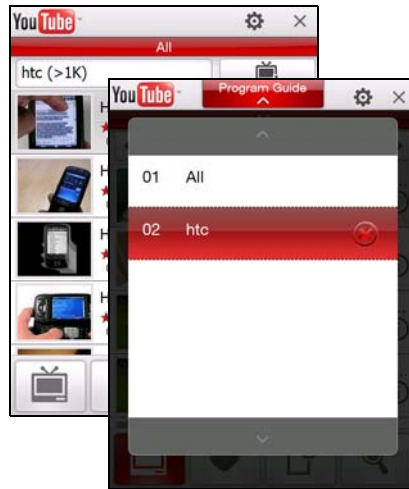 YouTube
All
htc (>1K)
H
H
H
H
YouTube
Program Guide
01 All
02 htc